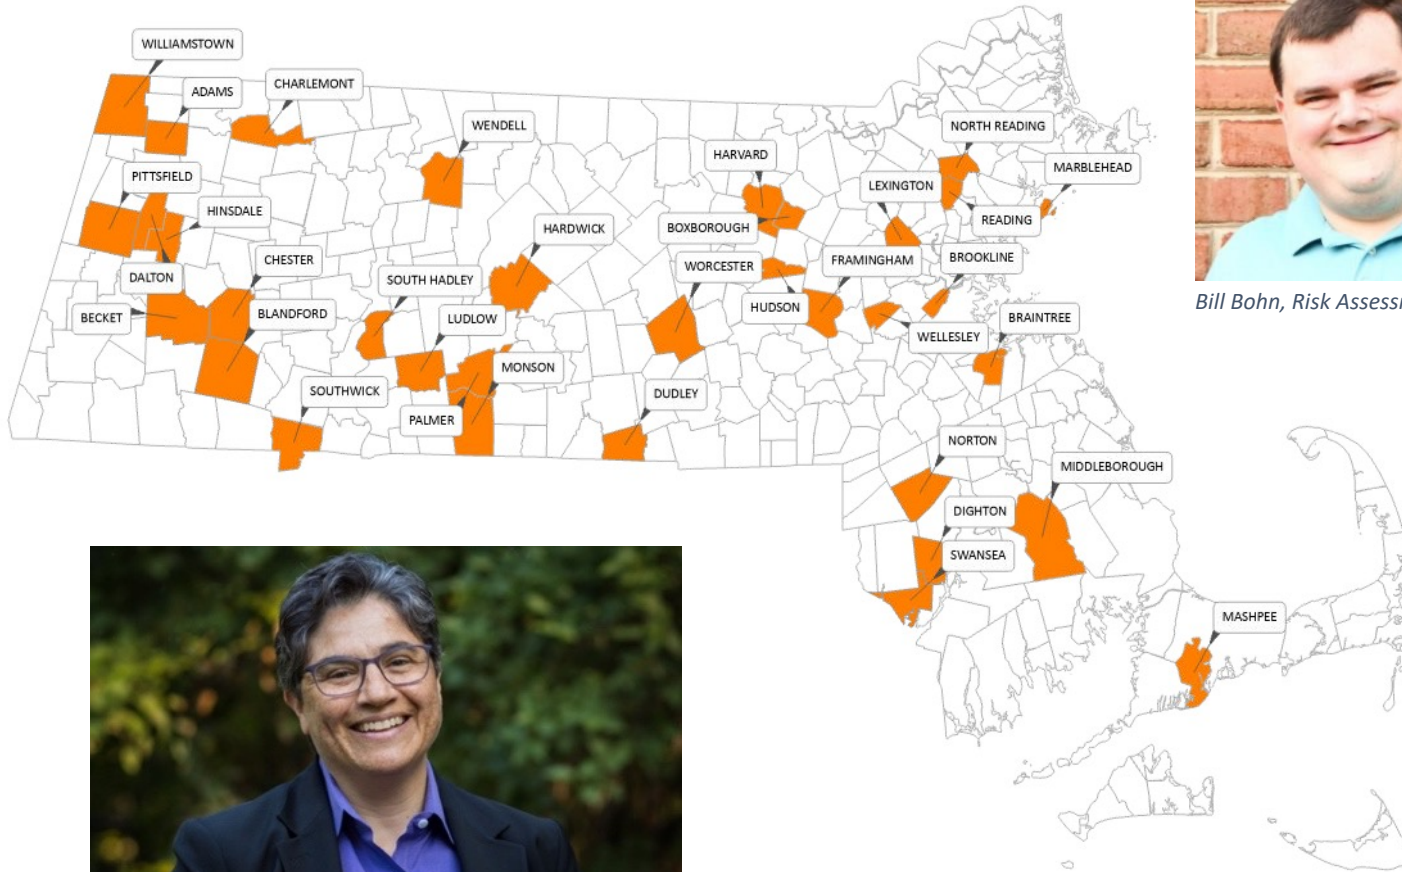 WILLIAMSTOWN
ADAMS
CHARLEMONT
WENDELL
NORTH READING
HARVARD
MARBLEHEAD
PITTSFIELD
LEXINGTON
HINSDALE
READING
HARDWICK
BOXBOROUGH
CHESTER
WORCESTER
FRAMINGHAM
BROOKLINE
DALTON
SOUTH HADLEY
HUDSON
BECKET
BLANDFORD
LUDLOW
BRAINTREE
WELLESLEY
MONSON
SOUTHWICK
DUDLEY
PALMER
NORTON
MIDDLEBOROUGH
DIGHTON
SWANSEA
MASHPEE
Bill Bohn, Risk